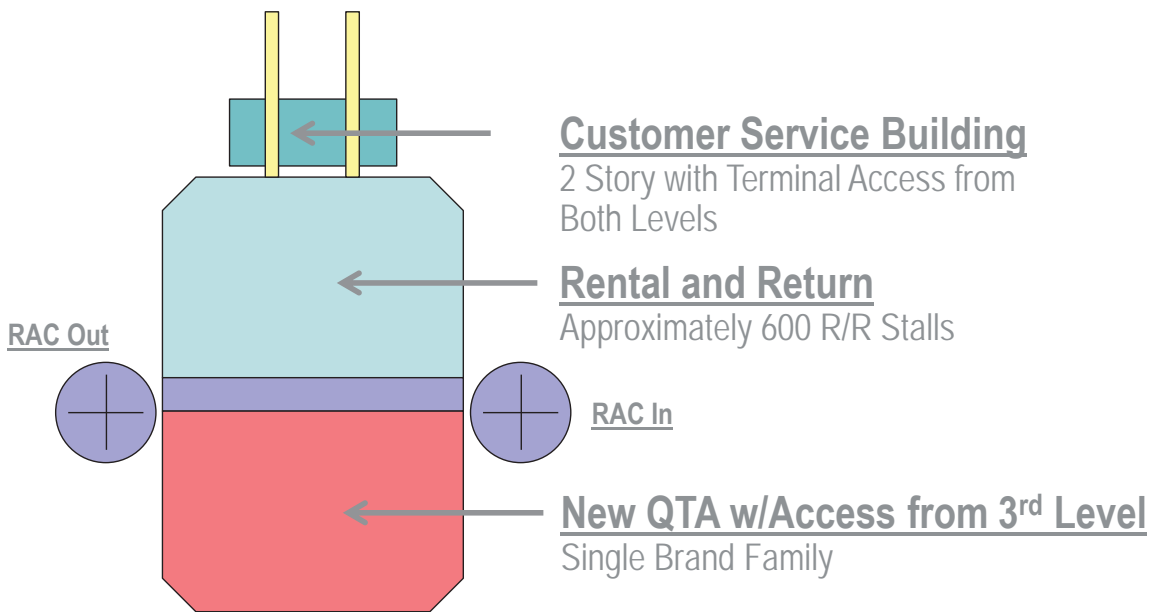 Customer Service Building
2 Story with Terminal Access from
Both Levels
Rental and Return
Approximately 600 R/R Stalls
RAC Out
RAC In
New QTA w/Access from 3rd Level
Single Brand Family